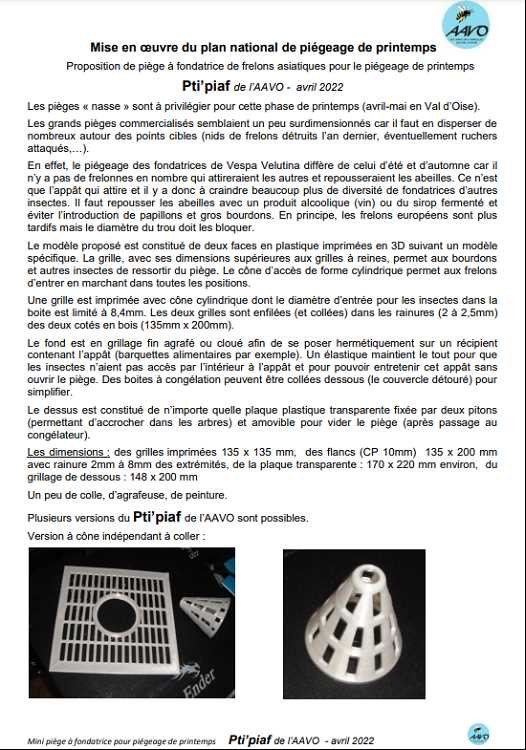 AAVO
Mise en œuvre du plan national de piégeage de printemps
Proposition de piège à fondatrice de frelons asiatiques pour le piégeage de printemps
Pti’piaf de l’AAVO - avril 2022
Les pièges « nasse » sont à privilégier pour cette phase de printemps (avril-mai en Val d’Oise).
Les grands pièges commercialisés semblaient un peu surdimensionnés car il faut en disperser de
nombreux autour des points cibles (nids de frelons détruits l’an dernier, éventuellement ruchers
attaqués,…).
En effet, le piégeage des fondatrices de Vespa Velutina diffère de celui d’été et d’automne car il
n’y a pas de frelonnes en nombre qui attireraient les autres et repousseraient les abeilles. Ce n’est
que l’appât qui attire et il y a donc à craindre beaucoup plus de diversité de fondatrices d’autres
insectes. Il faut repousser les abeilles avec un produit alcoolique (vin) ou du sirop fermenté et
éviter l’introduction de papillons et gros bourdons. En principe, les frelons européens sont plus
tardifs mais le diamètre du trou doit les bloquer.
Le modèle proposé est constitué de deux faces en plastique imprimées en 3D suivant un modèle
spécifique. La grille, avec ses dimensions supérieures aux grilles à reines, permet aux bourdons
et autres insectes de ressortir du piège. Le cône d’accès de forme cylindrique permet aux frelons
d’entrer en marchant dans toutes les positions.
Une grille est imprimée avec cône cylindrique dont le diamètre d’entrée pour les insectes dans la
boite est limité à 8,4mm. Les deux grilles sont enfilées (et collées) dans les rainures (2 à 2,5mm)
des deux cotés en bois (135mm x 200mm).
Le fond est en grillage fin agrafé ou cloué afin de se poser hermétiquement sur un récipient
contenant l’appât (barquettes alimentaires par exemple). Un élastique maintient le tout pour que
les insectes n’aient pas accès par l’intérieur à l’appât et pour pouvoir entretenir cet appât sans
ouvrir le piège. Des boites à congélation peuvent être collées dessous (le couvercle détouré) pour
simplifier.
Le dessus est constitué de n’importe quelle plaque plastique transparente fixée par deux pitons
(permettant d’accrocher dans les arbres) et amovible pour vider le piège (après passage au
congélateur).
Les dimensions : des grilles imprimées 135 x 135 mm, des flancs (CP 10mm) 135 x 200 mm
avec rainure 2mm à 8mm des extrémités, de la plaque transparente : 170 x 220 mm environ, du
grillage de dessous : 148 x 200 mm
Un peu de colle, d’agrafeuse, de peinture.
Plusieurs versions du Pti’piaf de l’AAVO sont possibles.
Version à cône indépendant à coller :
Ender
Ender
Mini piège à fondatrice pour piégeage de printemps Pti’piaf de l’AAVO - avril 2022
AAVO